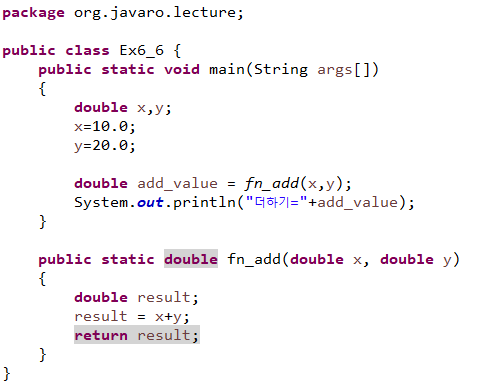 package org.javaro.lecture;
public class Ex6_6 {
public static void main(String args[])
{
double x,y;
x=10.0;
y=20.0;
double add_value = fn_add(x,y);
System.out.println("더하기="+add_value);
}
public static double fn_add(double x, double y)
{
double result;
result = x+y;
return result;
}
}